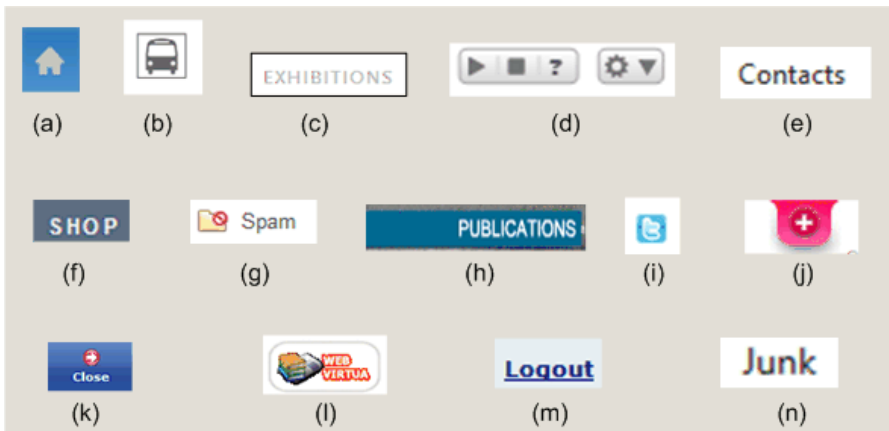 EXHIBITIONS
?
Contacts
(a) (b) (c) (d) (e)
SHOP
Spam
PUBLICATIONS
(f) (g) (h) (i) (j)
Close
WEB
VIRTUA
Logout
Junk
(k) (l) (m) (n)